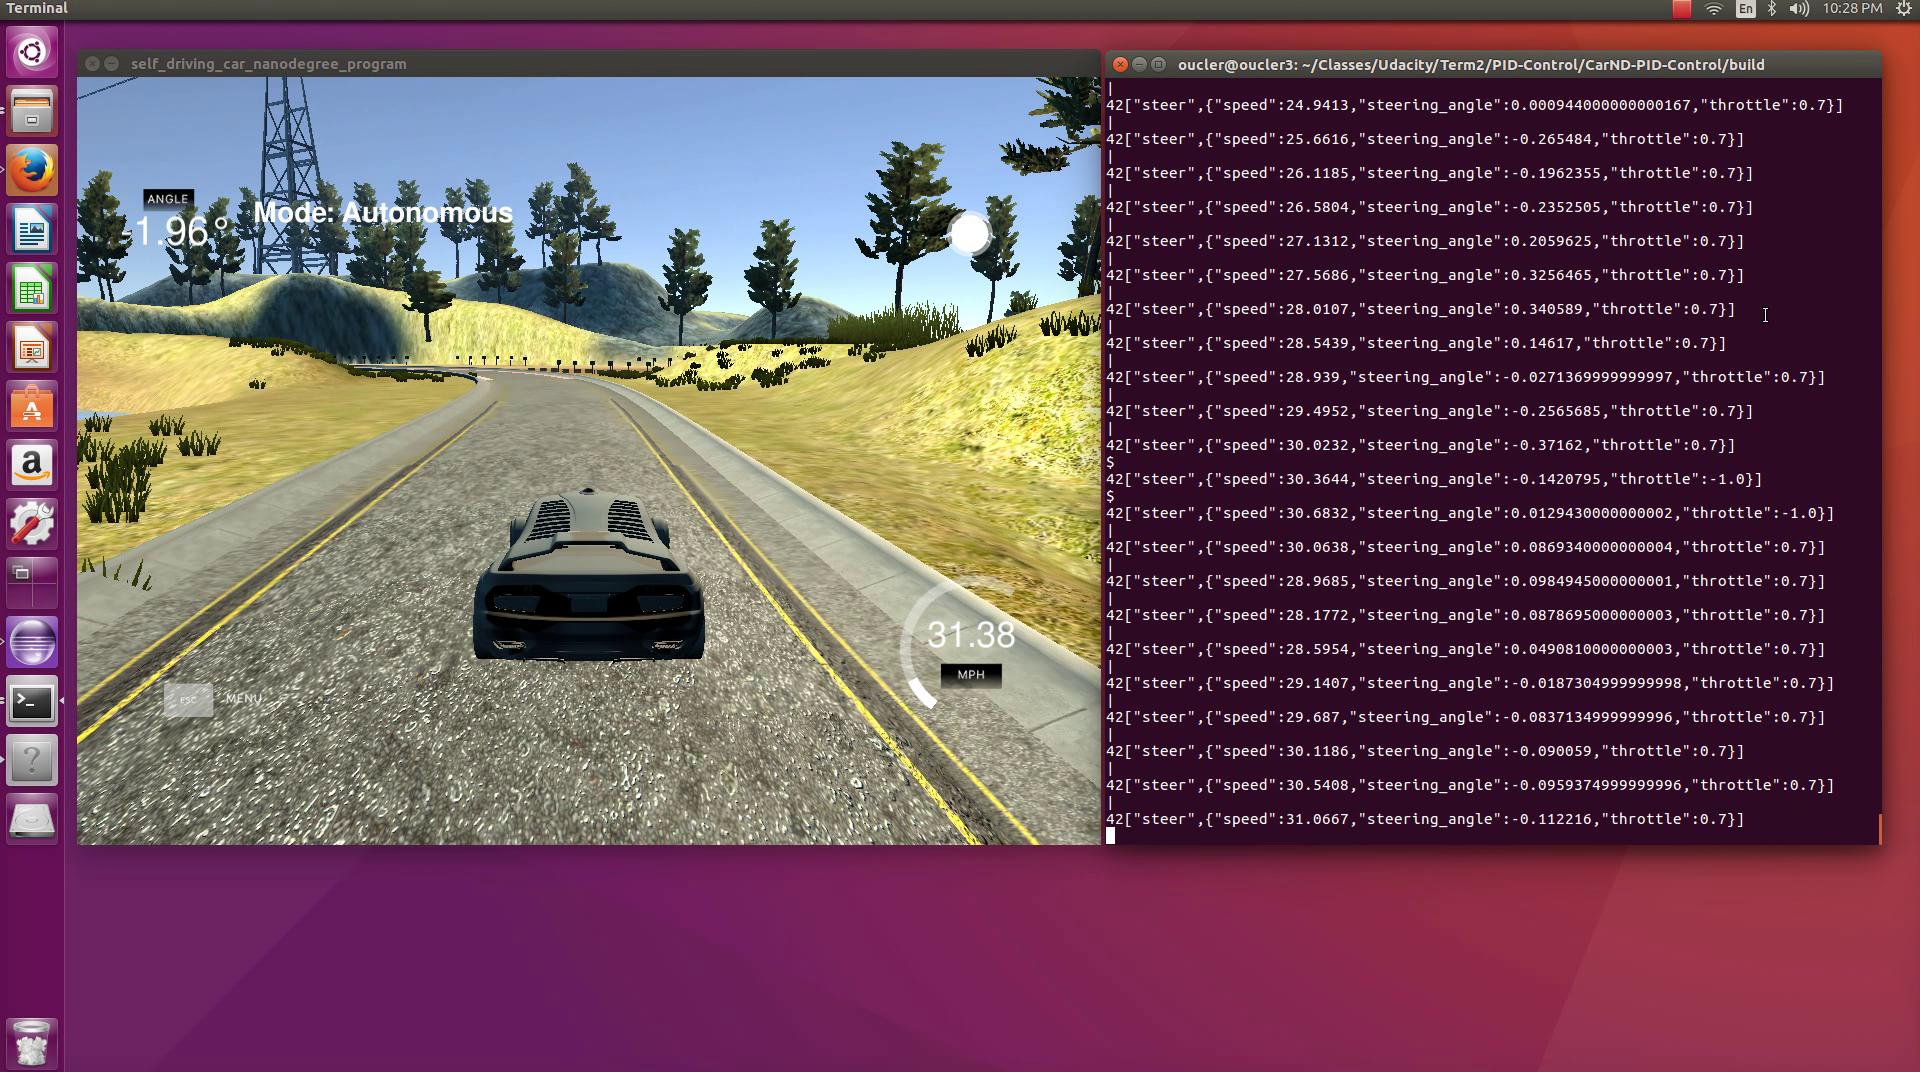 Terminal
En
10:28 PM
self_driving_car_nanodegree_program
ANGLE
-1.96°
Mode: Autonomous
31.38
MPH
ESC
MENU
oucler@oucler3: ~/Classes/Udacity/Term2/PID-Control/CarND-PID-Control/build
|
42["steer",{"speed":24.9413,"steering_angle":0.000944000000000167,"throttle":0.7}]
|
42["steer",{"speed":25.6616,"steering_angle":-0.265484,"throttle":0.7}]
|
42["steer",{"speed":26.1185,"steering_angle":-0.1962355,"throttle":0.7}]
|
42["steer",{"speed":26.5804,"steering_angle":-0.2352505,"throttle":0.7}]
|
42["steer",{"speed":27.1312,"steering_angle":0.2059625,"throttle":0.7}]
|
42["steer",{"speed":27.5686,"steering_angle":0.3256465,"throttle":0.7}]
|
42["steer",{"speed":28.0107,"steering_angle":0.340589,"throttle":0.7}]
|
42["steer",{"speed":28.5439,"steering_angle":0.14617,"throttle":0.7}]
|
42["steer",{"speed":28.939,"steering_angle":-0.0271369999999997,"throttle":0.7}]
|
42["steer",{"speed":29.4952,"steering_angle":-0.2565685,"throttle":0.7}]
|
42["steer",{"speed":30.0232,"steering_angle":-0.37162,"throttle":0.7}]
$
42["steer",{"speed":30.3644,"steering_angle":-0.1420795,"throttle":-1.0}]
$
42["steer",{"speed":30.6832,"steering_angle":0.0129430000000002,"throttle":-1.0}]
|
42["steer",{"speed":30.0638,"steering_angle":0.0869340000000004,"throttle":0.7}]
|
42["steer",{"speed":28.9685,"steering_angle":0.0984945000000001,"throttle":0.7}]
|
42["steer",{"speed":28.1772,"steering_angle":0.0878695000000003,"throttle":0.7}]
|
42["steer",{"speed":28.5954,"steering_angle":0.0490810000000003,"throttle":0.7}]
|
42["steer",{"speed":29.1407,"steering_angle":-0.0187304999999998,"throttle":0.7}]
|
42["steer",{"speed":29.687,"steering_angle":-0.0837134999999996,"throttle":0.7}]
|
42["steer",{"speed":30.1186,"steering_angle":-0.090059,"throttle":0.7}]
|
42["steer",{"speed":30.5408,"steering_angle":-0.0959374999999996,"throttle":0.7}]
|
42["steer",{"speed":31.0667,"steering_angle":-0.112216,"throttle":0.7}]